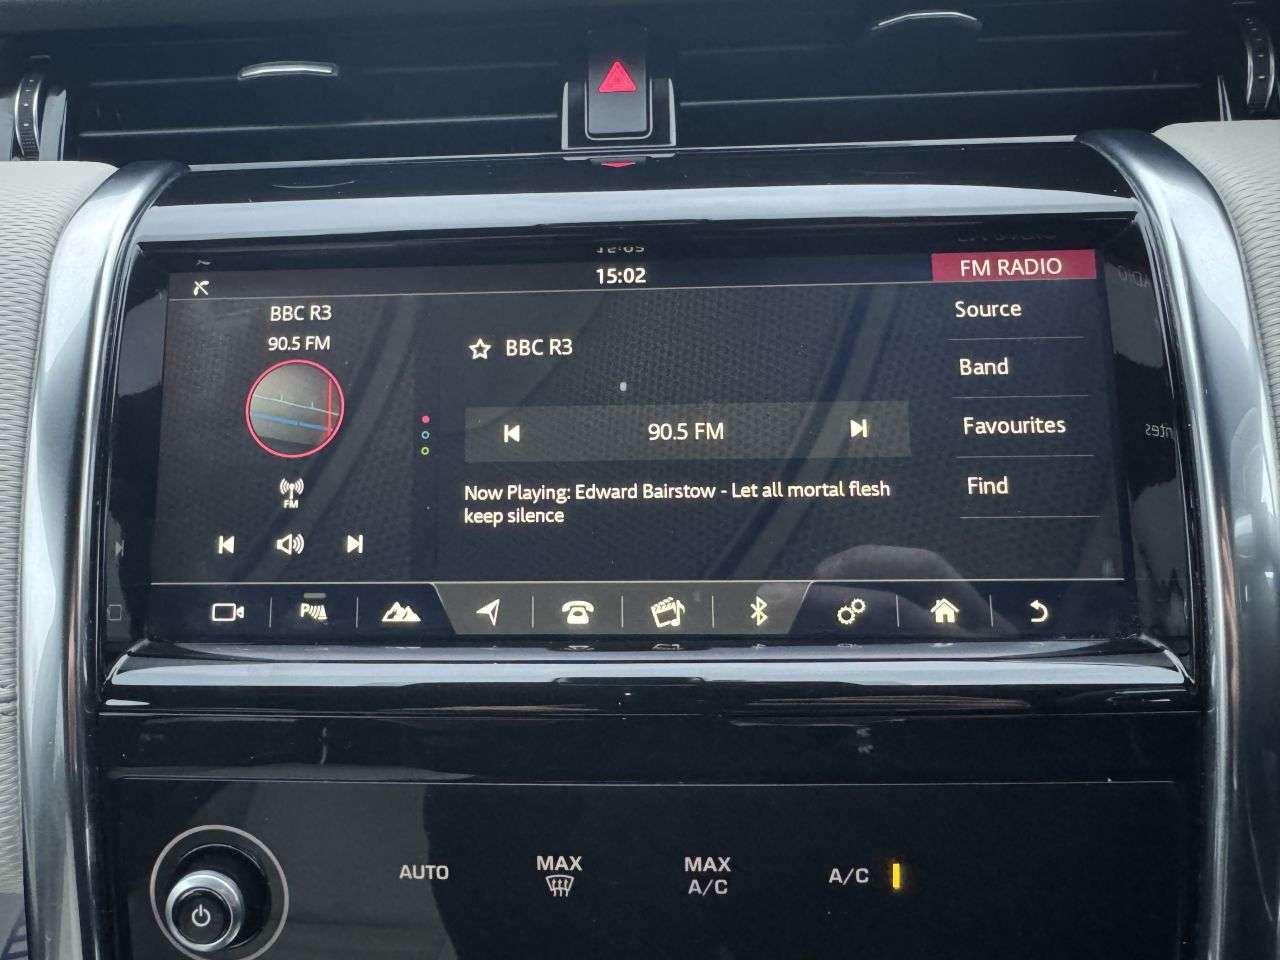 15:02
FM RADIO
BBC R3
90.5 FM
FM
BBC R3
90.5 FM
Now Playing: Edward Bairstow - Let all mortal flesh
keep silence
Source
Band
Favourites
Find
P
AUTO
MAX
MAX
A/C
A/C